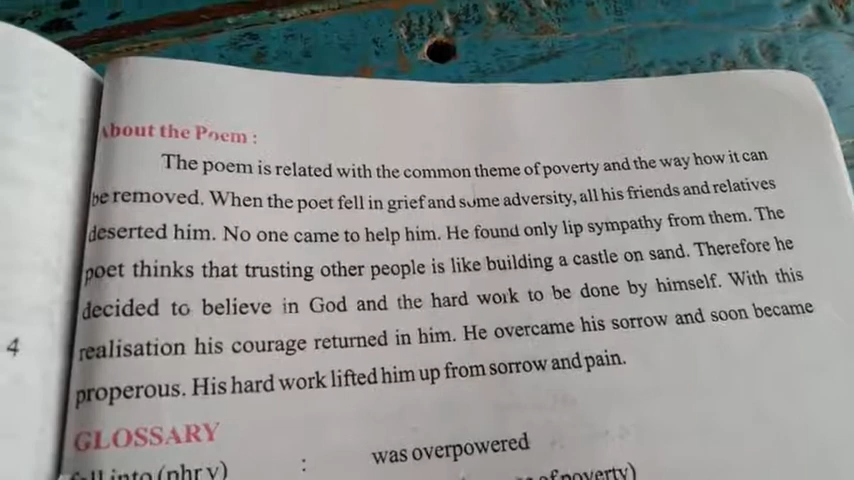 About the Poem :
The poem is related with the common theme of poverty and the way how it can
be removed. When the poet fell in grief and some adversity, all his friends and relatives
deserted him. No one came to help him. He found only lip sympathy from them. The
poet thinks that trusting other people is like building a castle on sand. Therefore he
decided to believe in God and the hard work to be done by himself. With this
realisation his courage returned in him. He overcame his sorrow and soon became
properous. His hard work lifted him up from sorrow and pain.
4
GLOSSARY
fell into (phr v) : was overpowered
of poverty)